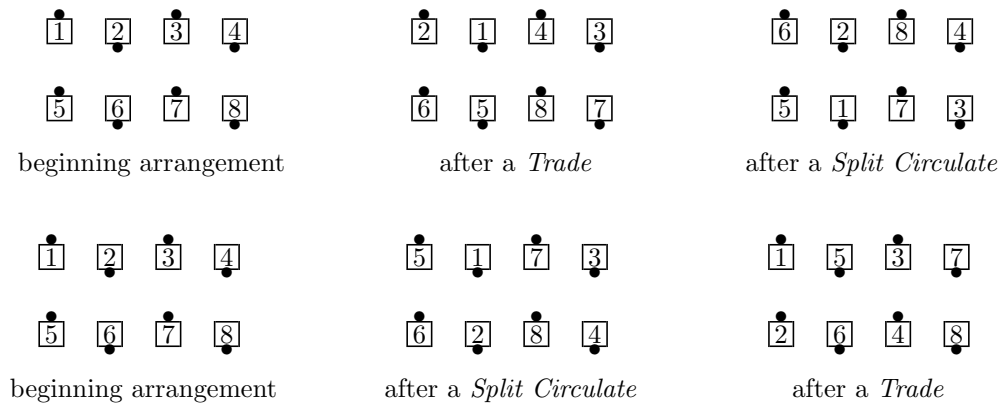 1 2 3 4 2 1 4 3 6 2 8 4
5 6 7 8 6 5 8 7 5 1 7 3
beginning arrangement after a Trade after a Split Circulate
1 2 3 4 5 1 7 3 1 5 3 7
5 6 7 8 6 2 8 4 2 6 4 8
beginning arrangement after a Split Circulate after a Trade